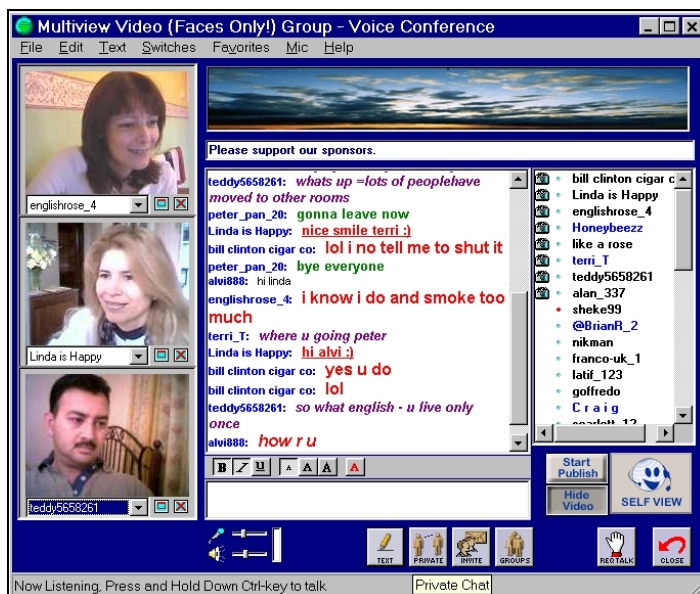 Multiview Video (Faces Only!) Group - Voice Conference
File Edit Text Switches Favorites Mic Help
englishrose_4
Linda is Happy
teddy5658261
Please support our sponsors.
teddy5658261: whats up =lots of peoplehave
moved to other rooms
peter_pan_20: gonna leave now
Linda is Happy: nice smile terri :)
bill clinton cigar co: lol i no tell me to shut it
peter_pan_20: bye everyone
alvi888: hi linda
englishrose_4: i know i do and smoke too
much
terri_T: where u going peter
Linda is Happy: hi alvi :)
bill clinton cigar co: yes u do
bill clinton cigar co: lol
teddy5658261: so what english - u live only
once
alvi888: how r u
bill clinton cigar c
Linda is Happy
englishrose_4
Honeybeezz
like a rose
terri_T
teddy5658261
alan_337
sheke99
@BrianR_2
nikman
franco-uk_1
latif_123
goffredo
C r a i g
scarlett_12
B I U A A A A
Start
Publish
Hide
Video
SELF VIEW
TEXT PRIVATE INVITE GROUPS REQ TALK CLOSE
Now Listening, Press and Hold Down Ctrl-key to talk
Private Chat